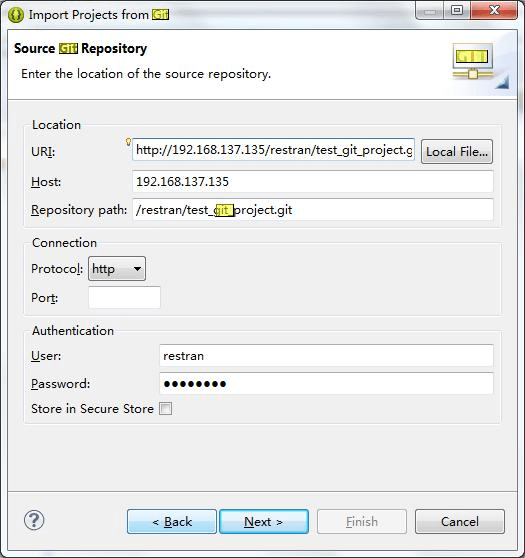 Import Projects from Git
Source Git Repository
Enter the location of the source repository.
GIT
Location
URI: http://192.168.137.135/restran/test_git_project.g Local File...
Host: 192.168.137.135
Repository path: /restran/test_git_project.git
Connection
Protocol: http
Port:
Authentication
User: restran
Password: ●●●●●●●●
Store in Secure Store
? < Back Next > Finish Cancel